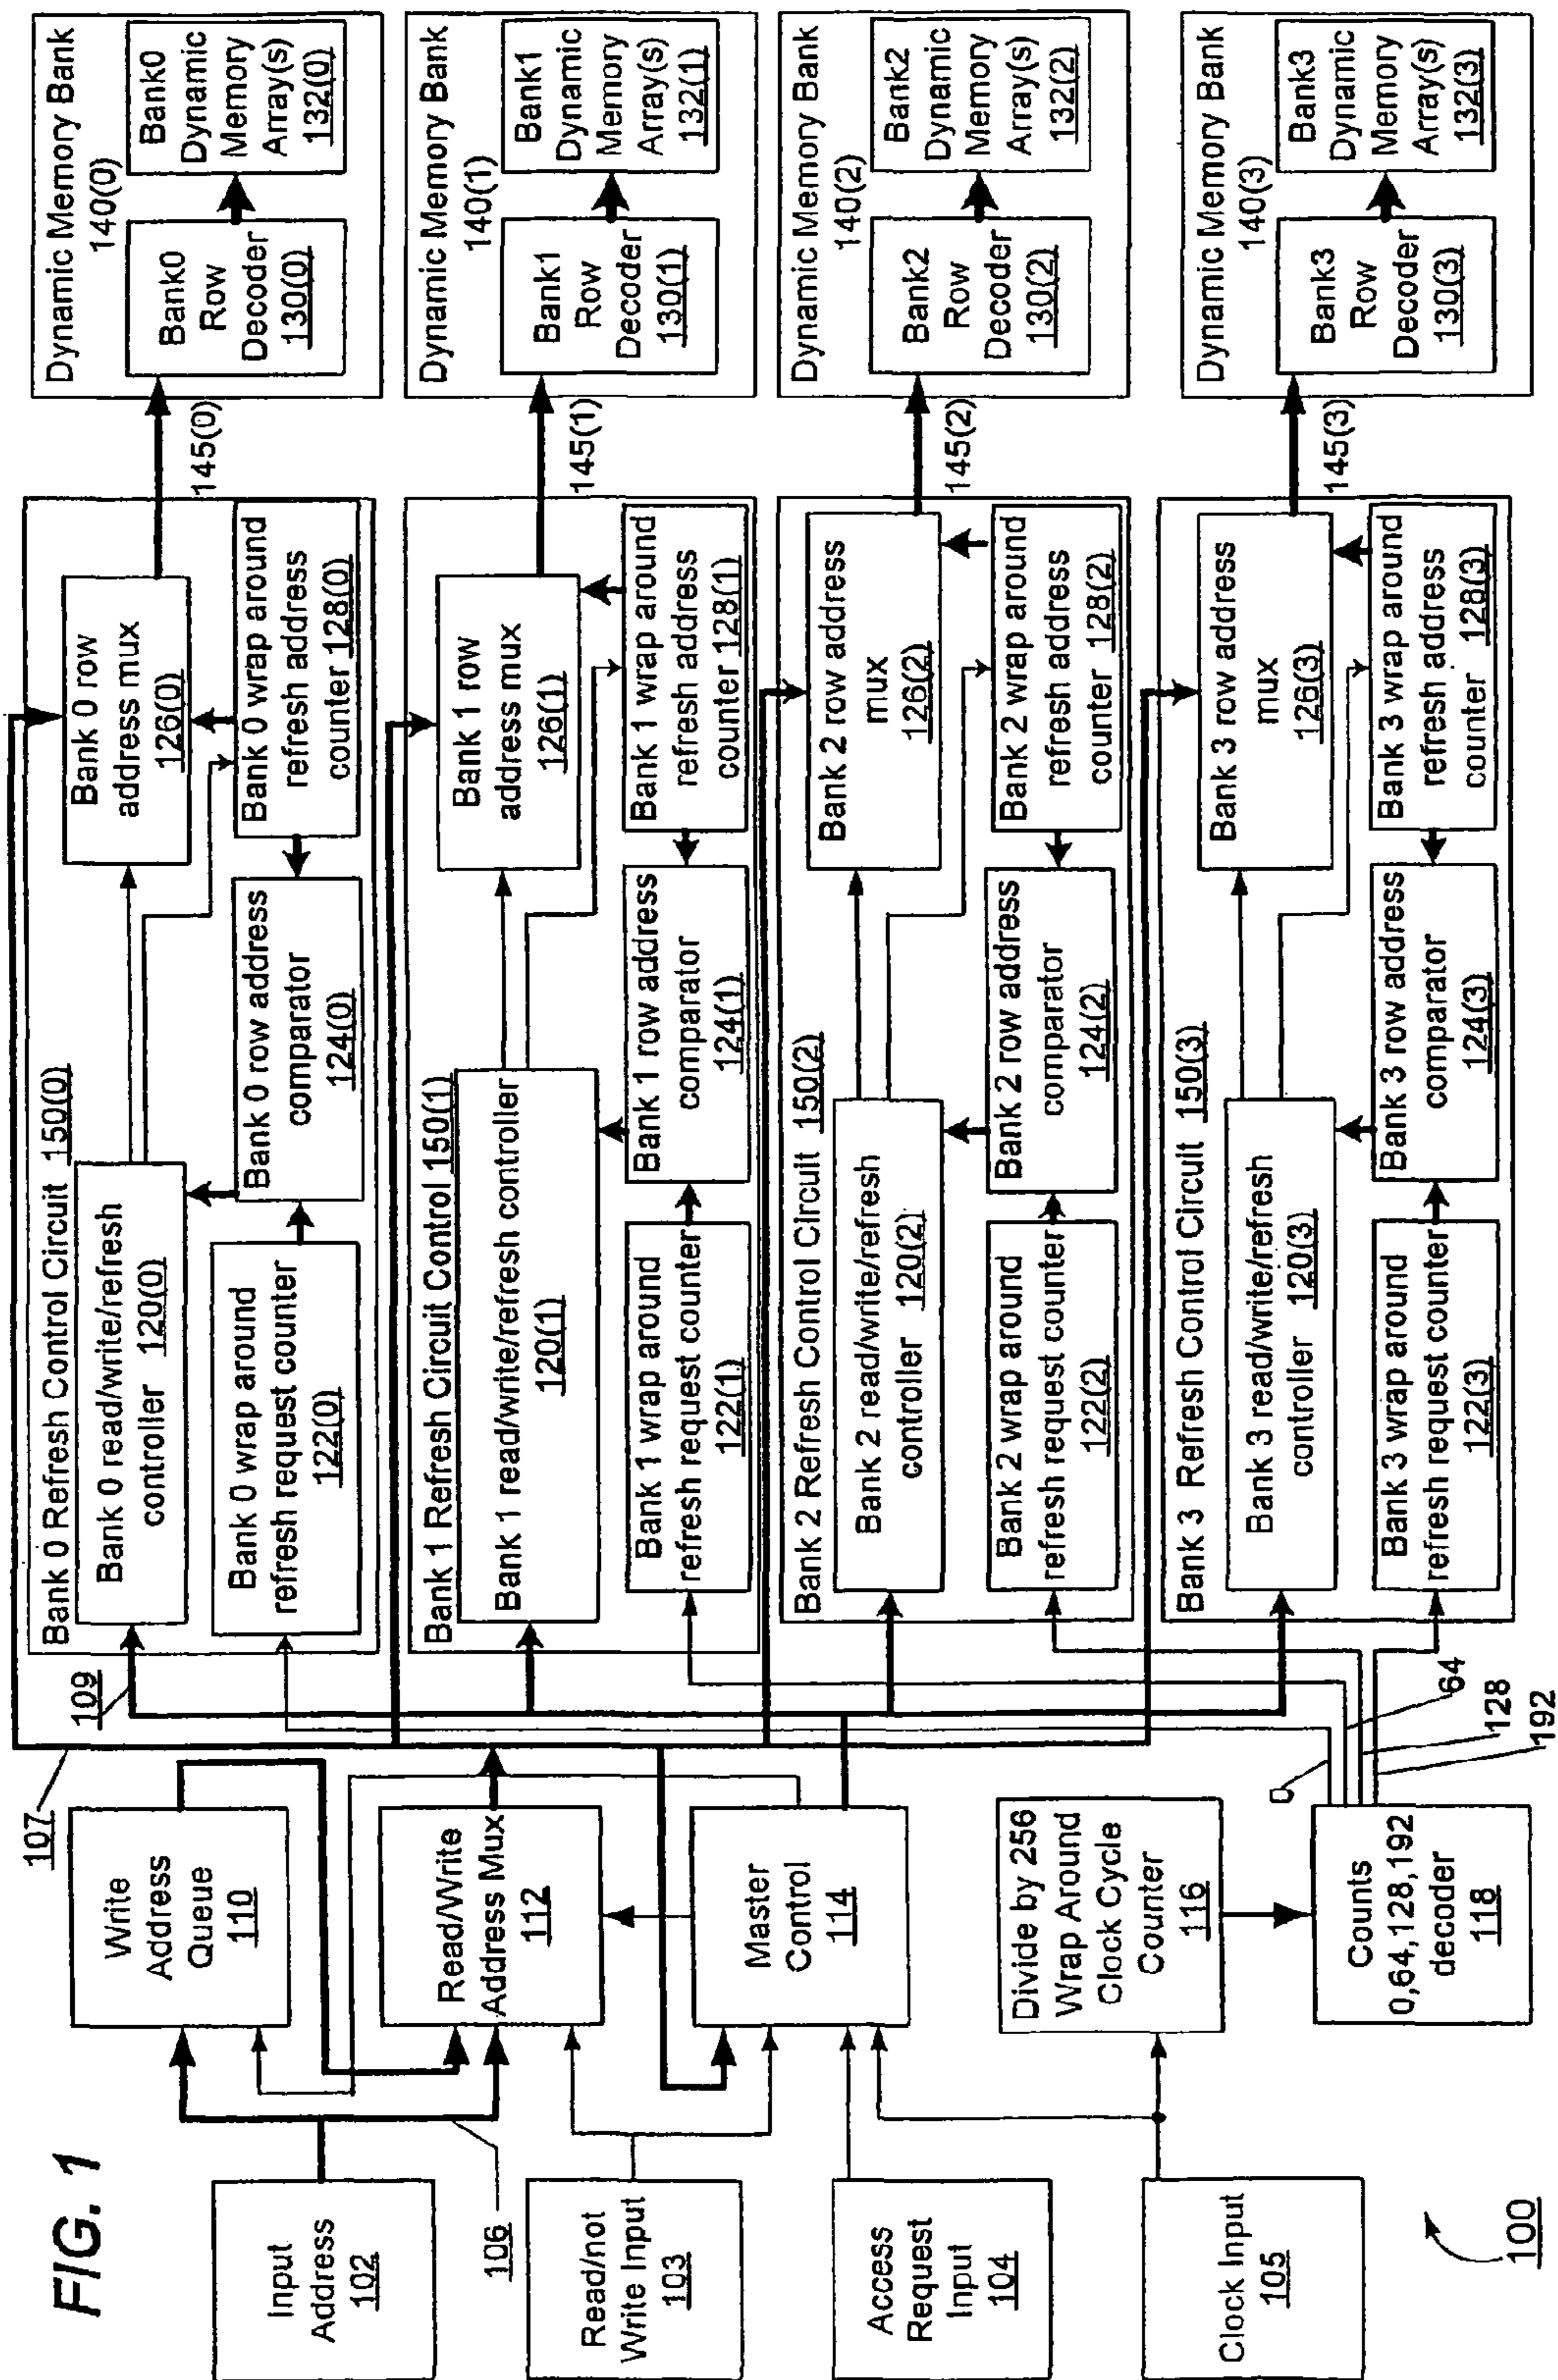 FIG. 1
Input
Address
102
106
Read/not
Write Input
103
Access
Request
Input
104
Clock Input
105
100
107
Write
Address
Queue
110
Read/Write
Address Mux
112
Master
Control
114
Divide by 256
Wrap Around
Clock Cycle
Counter
116
Counts
0,64,128,192
decoder
118
0
64
128
192
109
Bank 0 Refresh Control Circuit 150(0)
Bank 0 read/write/refresh
controller 120(0)
Bank 0 wrap around
refresh request counter
122(0)
Bank 0 row address
comparator
124(0)
Bank 0 row
address mux
126(0)
Bank 0 wrap around
refresh address
counter 128(0)
145(0)
Dynamic Memory Bank
140(0)
Bank0
Row
Decoder
130(0)
Bank0
Dynamic
Memory
Array(s)
132(0)
Bank 1 Refresh Circuit Control 150(1)
Bank 1 read/write/refresh controller
120(1)
Bank 1 wrap around
refresh request counter
122(1)
Bank 1 row address
comparator
124(1)
Bank 1 row
address mux
126(1)
Bank 1 wrap around
refresh address
counter 128(1)
145(1)
Dynamic Memory Bank
140(1)
Bank1
Row
Decoder
130(1)
Bank1
Dynamic
Memory
Array(s)
132(1)
Bank 2 Refresh Control Circuit 150(2)
Bank 2 read/write/refresh
controller 120(2)
Bank 2 wrap around
refresh request counter
122(2)
Bank 2 row address
comparator
124(2)
Bank 2 row address
mux
126(2)
Bank 2 wrap around
refresh address
counter 128(2)
145(2)
Dynamic Memory Bank
140(2)
Bank2
Row
Decoder
130(2)
Bank2
Dynamic
Memory
Array(s)
132(2)
Bank 3 Refresh Control Circuit 150(3)
Bank 3 read/write/refresh
controller 120(3)
Bank 3 wrap around
refresh request counter
122(3)
Bank 3 row address
comparator
124(3)
Bank 3 row address
mux
126(3)
Bank 3 wrap around
refresh address
counter 128(3)
145(3)
Dynamic Memory Bank
140(3)
Bank3
Row
Decoder
130(3)
Bank3
Dynamic
Memory
Array(s)
132(3)